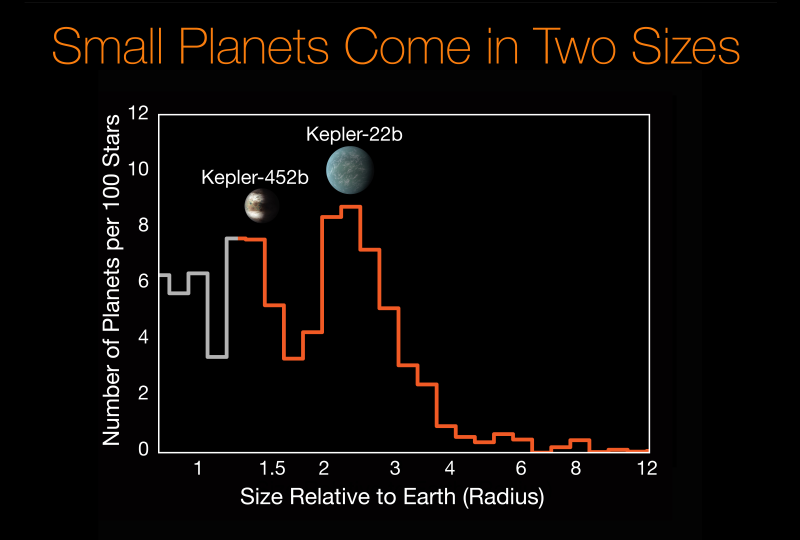 Small Planets Come in Two Sizes
Number of Planets per 100 Stars
12
10
8
6
4
2
0
Kepler-22b
Kepler-452b
1 1.5 2 3 4 6 8 12
Size Relative to Earth (Radius)